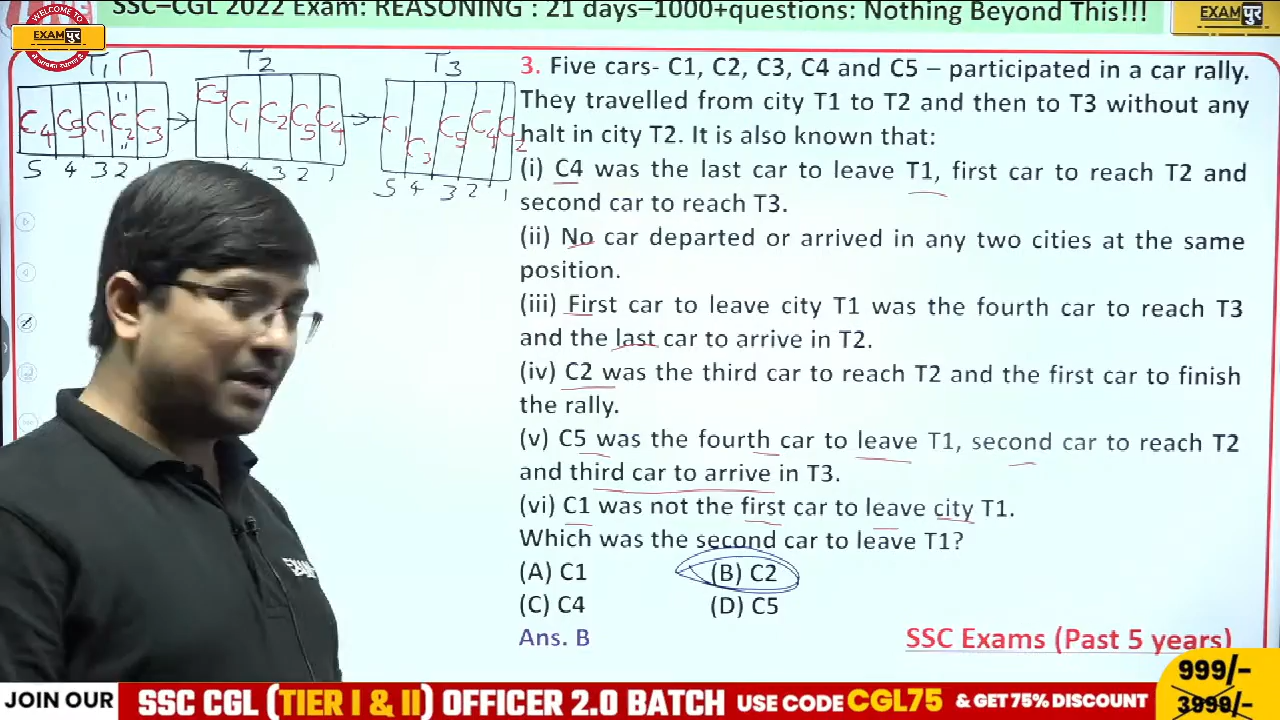 SSC–CGL 2022 Exam: REASONING : 21 days–1000+questions: Nothing Beyond This!!!
WELCOME TO
EXAM पुर
में आपका स्वागत है!
EXAM पुर
T1 T2 T3
C4 C5 C1 C2 C3
5 4 3 2 1
C3 C1 C2 C5 C4
4 3 2 1
C1 C3 C5 C4 C2
5 4 3 2 1
3. Five cars- C1, C2, C3, C4 and C5 – participated in a car rally.
They travelled from city T1 to T2 and then to T3 without any
halt in city T2. It is also known that:
(i) C4 was the last car to leave T1, first car to reach T2 and
second car to reach T3.
(ii) No car departed or arrived in any two cities at the same
position.
(iii) First car to leave city T1 was the fourth car to reach T3
and the last car to arrive in T2.
(iv) C2 was the third car to reach T2 and the first car to finish
the rally.
(v) C5 was the fourth car to leave T1, second car to reach T2
and third car to arrive in T3.
(vi) C1 was not the first car to leave city T1.
Which was the second car to leave T1?
(A) C1 (B) C2
(C) C4 (D) C5
Ans. B
SSC Exams (Past 5 years)
JOIN OUR SSC CGL (TIER I & II) OFFICER 2.0 BATCH USE CODE CGL75 & GET 75% DISCOUNT
999/-
3999/-